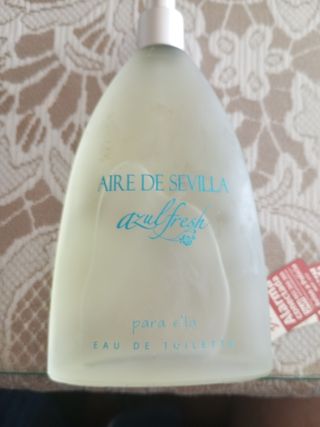 AIRE DE SEVILLA
azul fresh
para ella
EAU DE TOILETTE